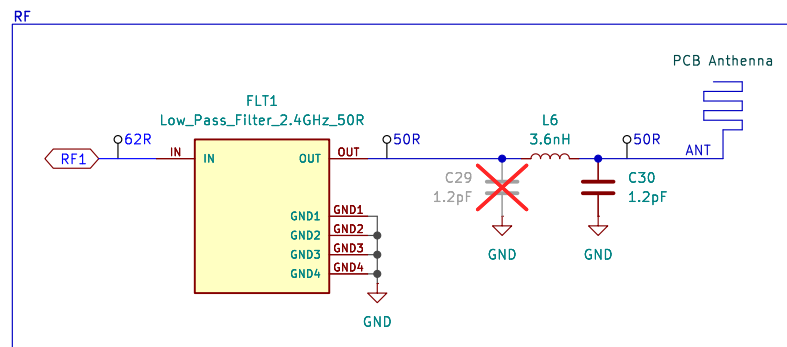 RF
PCB Anthenna
FLT1
Low_Pass_Filter_2.4GHz_50R
L6
3.6nH
62R
50R
50R
RF1
IN
IN
OUT
OUT
ANT
C29
1.2pF
C30
1.2pF
GND1
GND1
GND2
GND2
GND3
GND3
GND4
GND4
GND
GND
GND